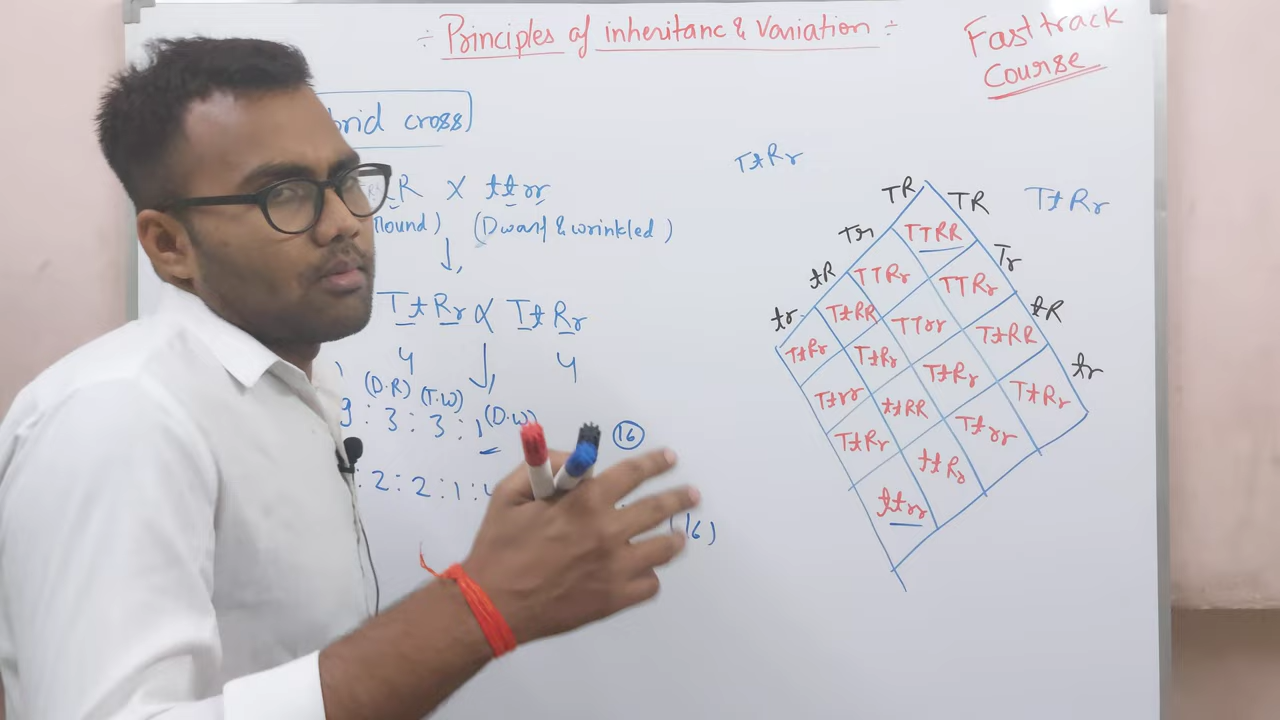 ÷ Principles of inheritanc & Variation ÷
Fast track
Course
brid cross)
R X ttrr
Round) (Dwarf & wrinkled)
TtRr X TtRr
4 4
(D.R) (T.W) (D.W)
9 : 3 : 3 : 1
16
: 2 : 2 : 1 :
(16)
TtRr
TtRr
TR TR
Tr TTRR Tr
tR TTRr TTRr tR
tr TtRR TTrr TtRR tr
TtRr TtRr TtRr TtRr
Ttrr ttRR Ttrr
TtRr ttRr
ttrr